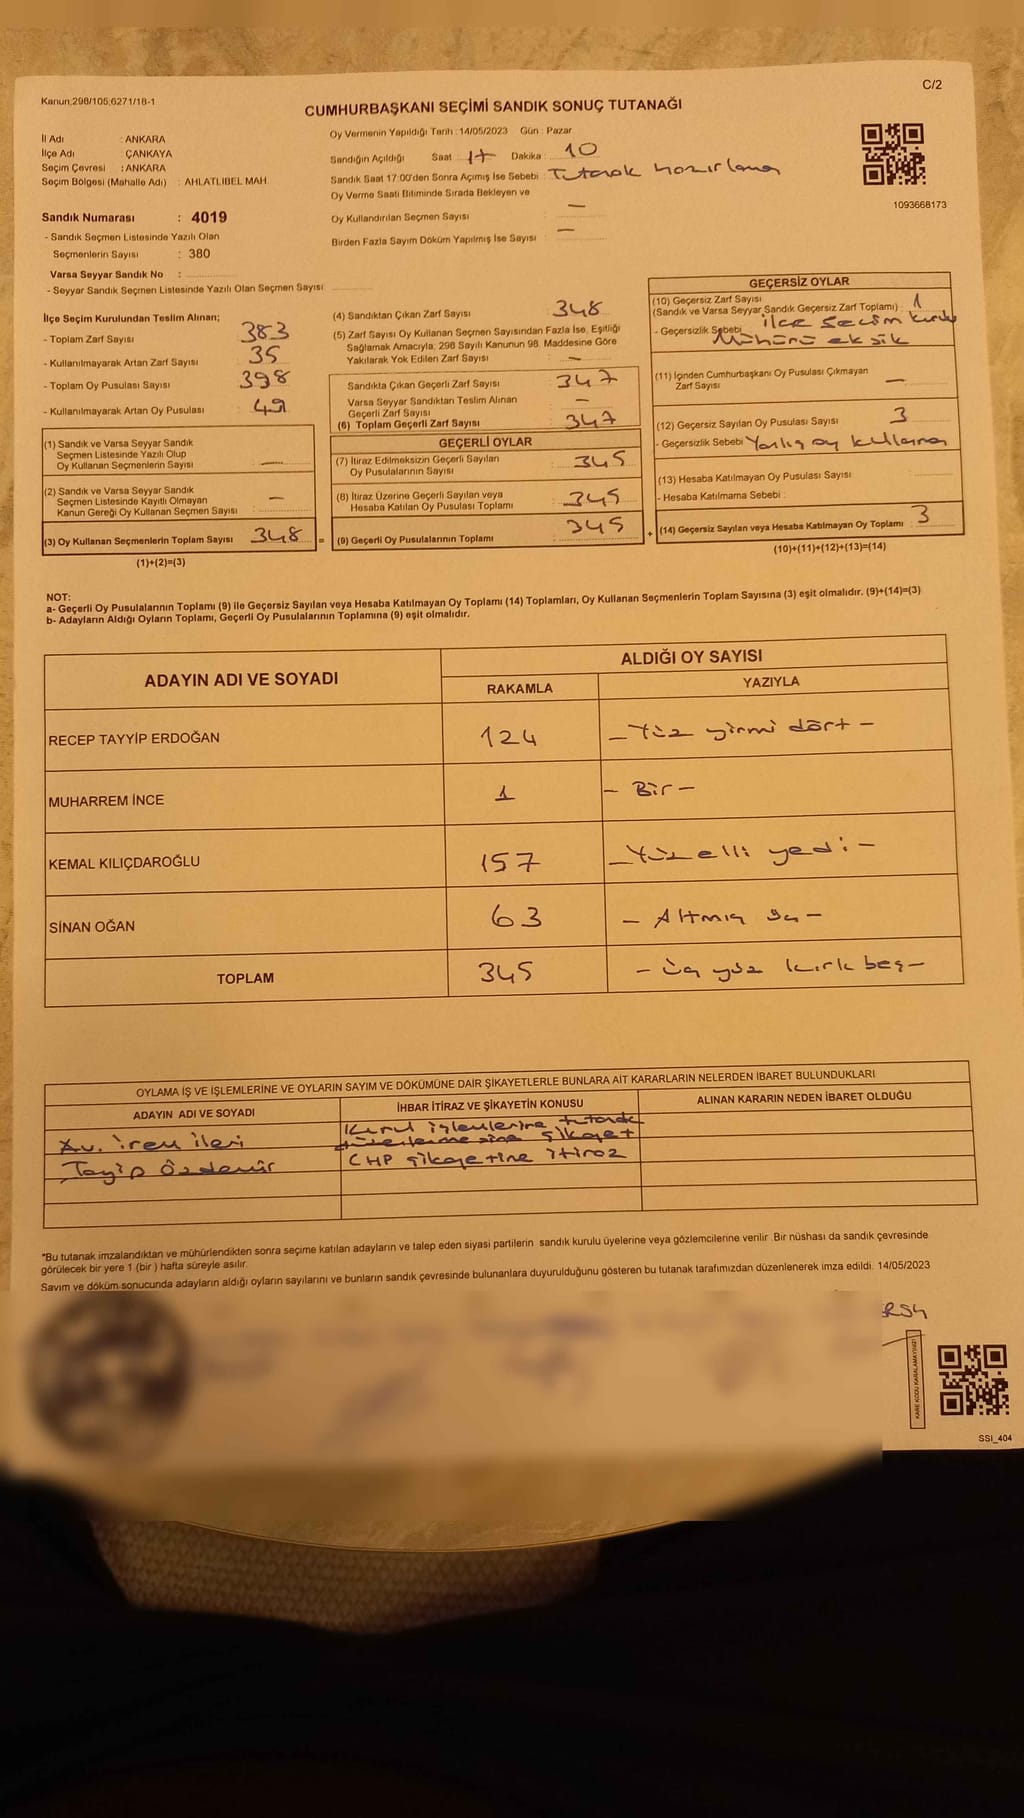 C/2
Kanun;298/105,6271/18-1
CUMHURBAŞKANI SEÇİMİ SANDIK SONUÇ TUTANAĞI
İl Adı : ANKARA
İlçe Adı : ÇANKAYA
Seçim Çevresi : ANKARA
Seçim Bölgesi (Mahalle Adı) : AHLATLIBEL MAH.
Oy Vermenin Yapıldığı Tarih : 14/05/2023 Gün : Pazar
Sandığın Açıldığı Saat 17 Dakika : 10
Sandık Saat 17:00'den Sonra Açımış İse Sebebi : Tutanak hazırlama
Oy Verme Saati Bitiminde Sırada Bekleyen ve
Oy Kullandırılan Seçmen Sayısı : —
Birden Fazla Sayım Döküm Yapılmış İse Sayısı : —
1093668173
Sandık Numarası : 4019
- Sandık Seçmen Listesinde Yazılı Olan
Seçmenlerin Sayısı : 380
Varsa Seyyar Sandık No :
- Seyyar Sandık Seçmen Listesinde Yazılı Olan Seçmen Sayısı:
İlçe Seçim Kurulundan Teslim Alınan;
- Toplam Zarf Sayısı : 383
- Kullanılmayarak Artan Zarf Sayısı : 35
- Toplam Oy Pusulası Sayısı : 398
- Kullanılmayarak Artan Oy Pusulası : 49
(1) Sandık ve Varsa Seyyar Sandık
Seçmen Listesinde Yazılı Olup
Oy Kullanan Seçmenlerin Sayısı : —
(2) Sandık ve Varsa Seyyar Sandık
Seçmen Listesinde Kayıtlı Olmayan
Kanun Gereği Oy Kullanan Seçmen Sayısı : —
(3) Oy Kullanan Seçmenlerin Toplam Sayısı 348 =
(1)+(2)=(3)
(4) Sandıktan Çıkan Zarf Sayısı : 348
(5) Zarf Sayısı Oy Kullanan Seçmen Sayısından Fazla İse, Eşitliği
Sağlamak Amacıyla; 298 Sayılı Kanunun 98. Maddesine Göre
Yakılarak Yok Edilen Zarf Sayısı : —
Sandıkta Çıkan Geçerli Zarf Sayısı : 347
Varsa Seyyar Sandıktan Teslim Alınan
Geçerli Zarf Sayısı : —
(6) Toplam Geçerli Zarf Sayısı : 347
GEÇERLİ OYLAR
(7) İtiraz Edilmeksizin Geçerli Sayılan
Oy Pusulalarının Sayısı : 345
(8) İtiraz Üzerine Geçerli Sayılan veya
Hesaba Katılan Oy Pusulası Toplamı : 345
(9) Geçerli Oy Pusulalarının Toplamı : 345 +
GEÇERSİZ OYLAR
(10) Geçersiz Zarf Sayısı
(Sandık ve Varsa Seyyar Sandık Geçersiz Zarf Toplamı) : 1
- Geçersizlik Sebebi : ilçe seçim kurulu
Mühürü eksik
(11) İçinden Cumhurbaşkanı Oy Pusulası Çıkmayan
Zarf Sayısı : —
(12) Geçersiz Sayılan Oy Pusulası Sayısı : 3
- Geçersizlik Sebebi : Yanlış oy kullanma
(13) Hesaba Katılmayan Oy Pusulası Sayısı :
- Hesaba Katılmama Sebebi :
(14) Geçersiz Sayılan veya Hesaba Katılmayan Oy Toplamı : 3
(10)+(11)+(12)+(13)=(14)
NOT:
a- Geçerli Oy Pusulalarının Toplamı (9) ile Geçersiz Sayılan veya Hesaba Katılmayan Oy Toplamı (14) Toplamları, Oy Kullanan Seçmenlerin Toplam Sayısına (3) eşit olmalıdır. (9)+(14)=(3)
b- Adayların Aldığı Oyların Toplamı, Geçerli Oy Pusulalarının Toplamına (9) eşit olmalıdır.
ADAYIN ADI VE SOYADI
ALDIĞI OY SAYISI
RAKAMLA YAZIYLA
RECEP TAYYİP ERDOĞAN 124 – Yüz yirmi dört –
MUHARREM İNCE 1 – Bir –
KEMAL KILIÇDAROĞLU 157 – Yüz elli yedi –
SİNAN OĞAN 63 – Altmış üç –
TOPLAM 345 – Üç yüz kırk beş –
OYLAMA İŞ VE İŞLEMLERİNE VE OYLARIN SAYIM VE DÖKÜMÜNE DAİR ŞİKAYETLERLE BUNLARA AİT KARARLARIN NELERDEN İBARET BULUNDUKLARI
ADAYIN ADI VE SOYADI İHBAR İTİRAZ VE ŞİKAYETİN KONUSU ALINAN KARARIN NEDEN İBARET OLDUĞU
Av. irem ileri Kurul işlemlerine tutanak
düzenlemesine şikayet
Tayip Özdemir CHP şikayetine itiraz
*Bu tutanak imzalandıktan ve mühürlendikten sonra seçime katılan adayların ve talep eden siyasi partilerin sandık kurulu üyelerine veya gözlemcilerine verilir .Bir nüshası da sandık çevresinde
görülecek bir yere 1 (bir ) hafta süreyle asılır.
Sayım ve döküm sonucunda adayların aldığı oyların sayılarını ve bunların sandık çevresinde bulunanlara duyurulduğunu gösteren bu tutanak tarafımızdan düzenlenerek imza edildi. 14/05/2023
KARE KODU KARALAMAYINIZ!
SSI_404